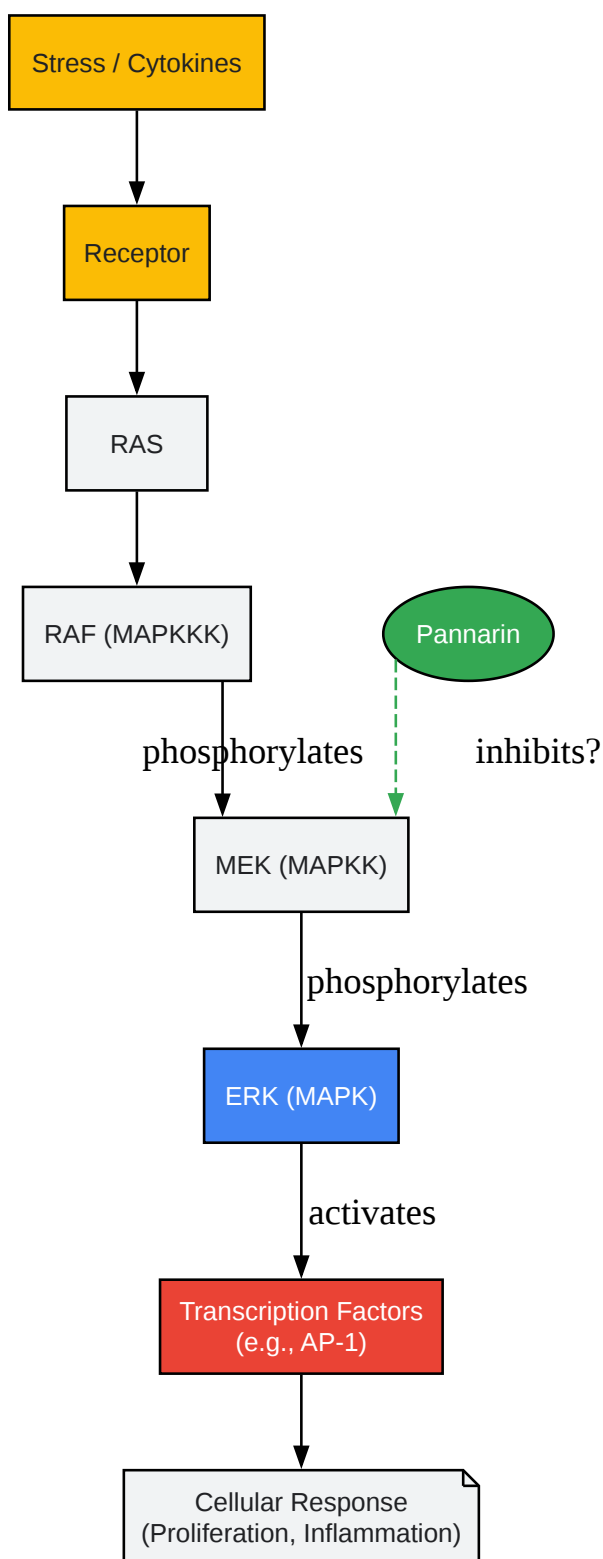 Stress / Cytokines
Receptor
RAS
RAF (MAPKKK)
Pannarin
phosphorylates
inhibits?
MEK (MAPKK)
phosphorylates
ERK (MAPK)
activates
Transcription Factors
(e.g., AP-1)
Cellular Response
(Proliferation, Inflammation)